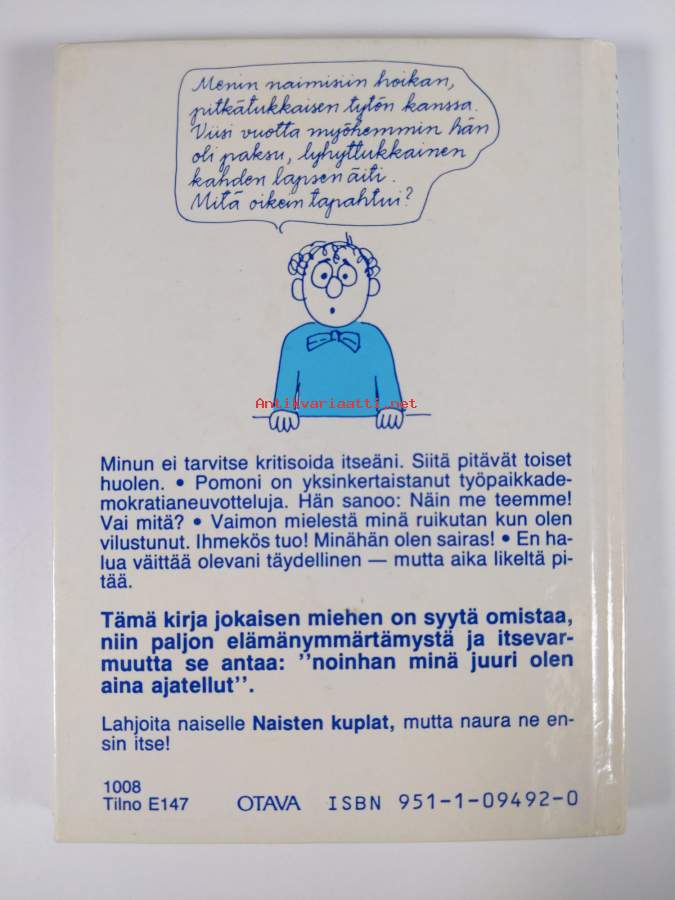 Menin naimisiin hoikan,
pitkätukkaisen tytön kanssa.
Viisi vuotta myöhemmin hän
oli paksu, lyhyttukkainen
kahden lapsen äiti.
Mitä oikein tapahtui?
Antikvariaatti.net
Minun ei tarvitse kritisoida itseäni. Siitä pitävät toiset
huolen. • Pomoni on yksinkertaistanut työpaikkade-
mokratianeuvotteluja. Hän sanoo: Näin me teemme!
Vai mitä? • Vaimon mielestä minä ruikutan kun olen
vilustunut. Ihmekös tuo! Minähän olen sairas! • En ha-
lua väittää olevani täydellinen — mutta aika likeltä pi-
tää.
Tämä kirja jokaisen miehen on syytä omistaa,
niin paljon elämänymmärtämystä ja itsevar-
muutta se antaa: ''noinhan minä juuri olen
aina ajatellut''.
Lahjoita naiselle Naisten kuplat, mutta naura ne en-
sin itse!
1008
Tilno E147 OTAVA ISBN 951-1-09492-0